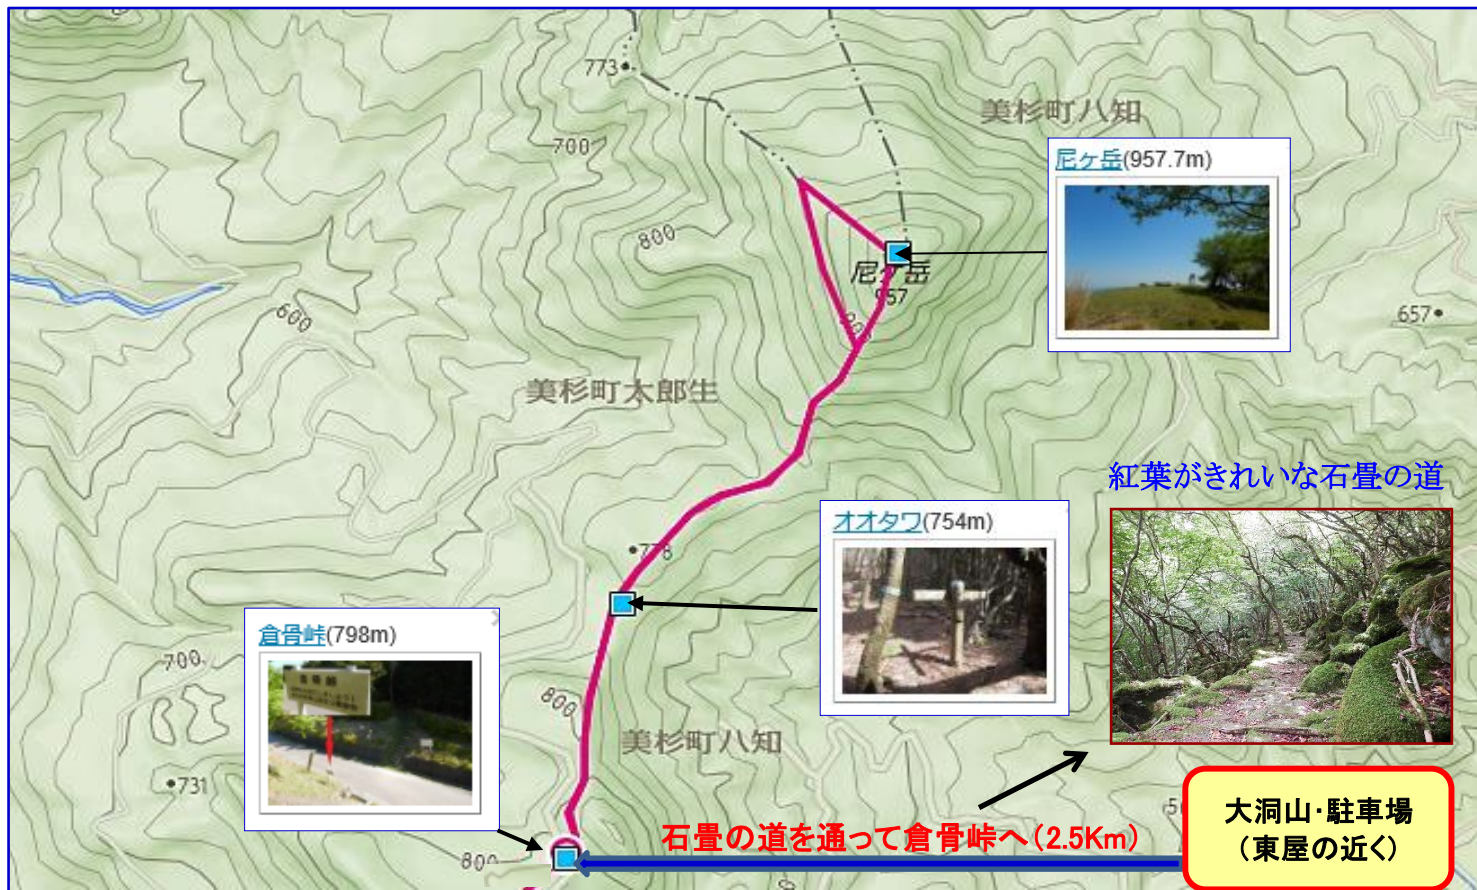 773
美杉町八知
700
尼ヶ岳(957.7m)
800
尼ヶ岳
957
900
600
657
美杉町太郎生
紅葉がきれいな石畳の道
オオタワ(754m)
778
倉骨峠(798m)
倉骨峠
700
800
美杉町八知
731
大洞山・駐車場
(東屋の近く)
石畳の道を通って倉骨峠へ(2.5Km)
800